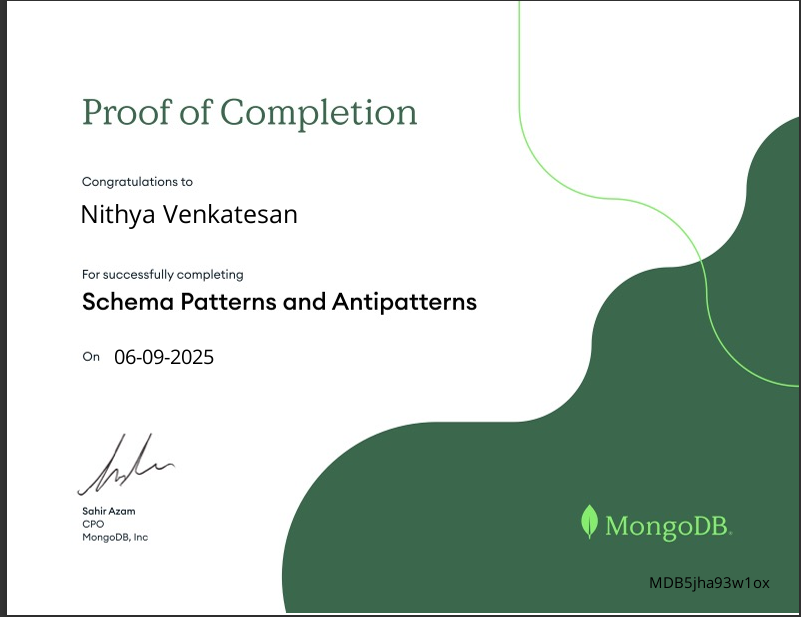 Proof of Completion
Congratulations to
Nithya Venkatesan
For successfully completing
Schema Patterns and Antipatterns
On 06-09-2025
Sahir Azam
CPO
MongoDB, Inc
MongoDB.
MDB5jha93w1ox